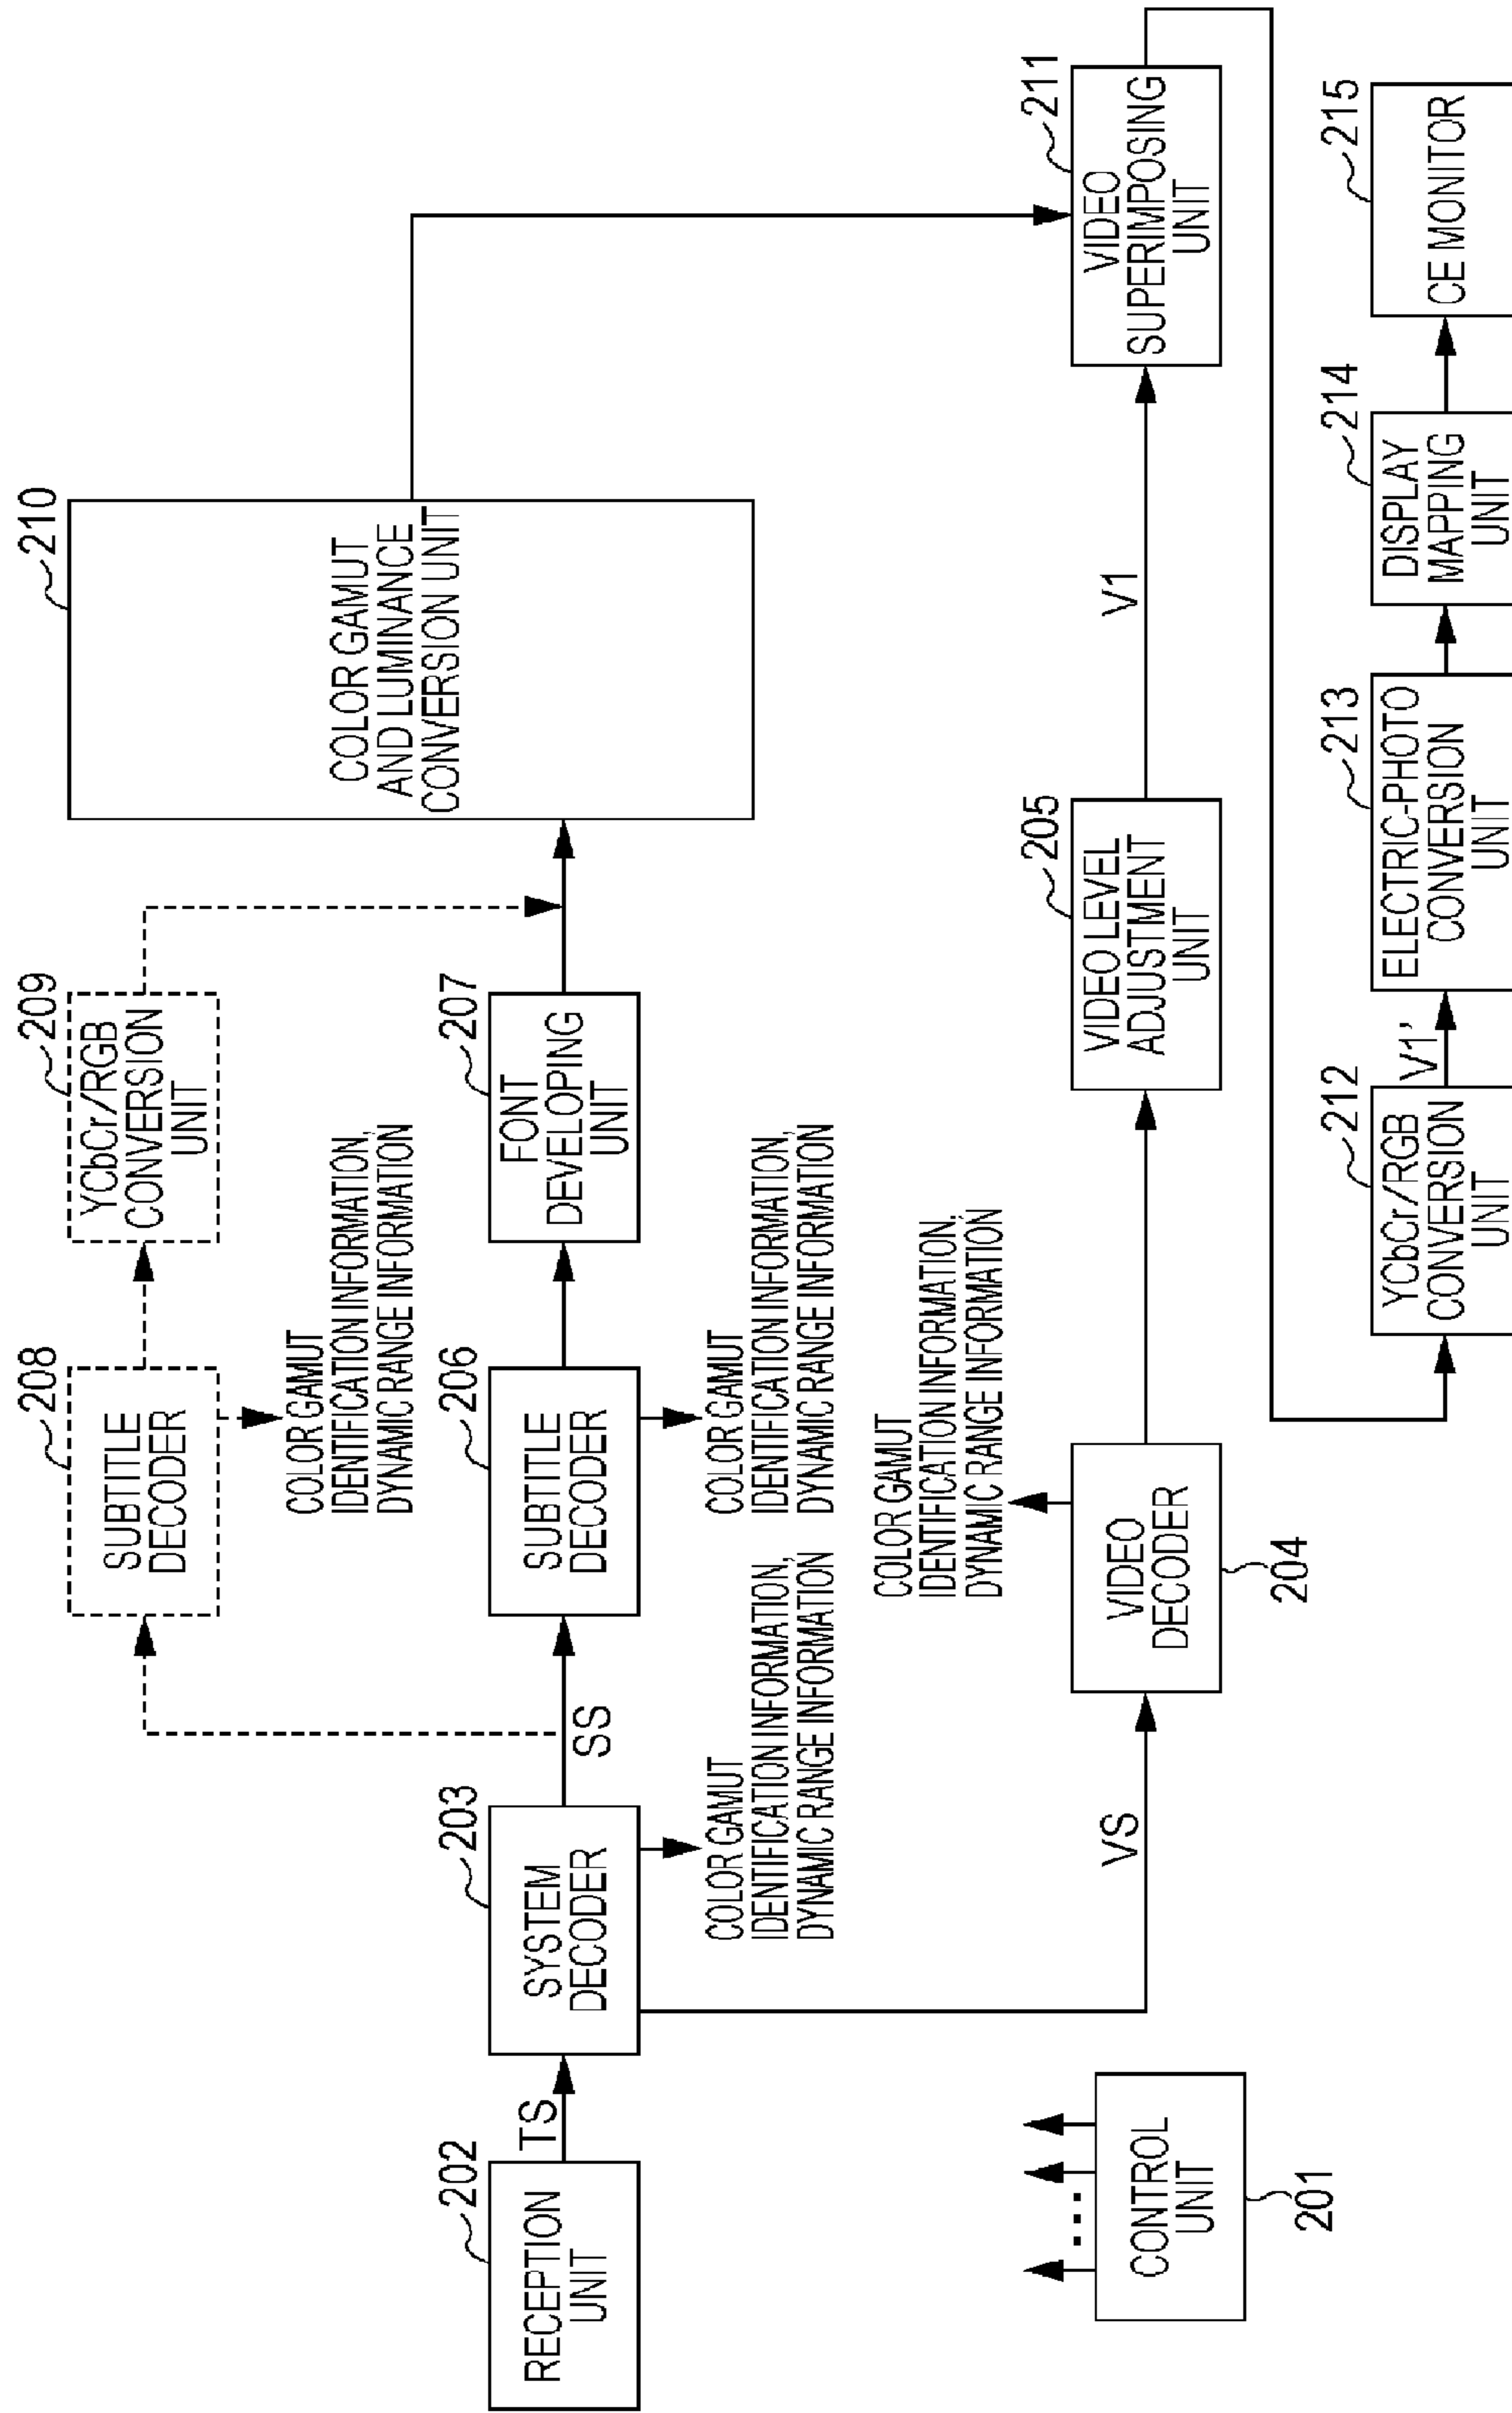 210
COLOR GAMUT
AND LUMINANCE
CONVERSION UNIT
209
YCbCr/RGB
CONVERSION
UNIT
208
SUBTITLE
DECODER
COLOR GAMUT
IDENTIFICATION INFORMATION,
DYNAMIC RANGE INFORMATION
207
FONT
DEVELOPING
UNIT
206
SUBTITLE
DECODER
COLOR GAMUT
IDENTIFICATION INFORMATION,
DYNAMIC RANGE INFORMATION
SS
203
SYSTEM
DECODER
COLOR GAMUT
IDENTIFICATION INFORMATION,
DYNAMIC RANGE INFORMATION
TS
202
RECEPTION
UNIT
211
VIDEO
SUPERIMPOSING
UNIT
V1
205
VIDEO LEVEL
ADJUSTMENT
UNIT
COLOR GAMUT
IDENTIFICATION INFORMATION,
DYNAMIC RANGE INFORMATION
VIDEO
DECODER
204
VS
CONTROL
UNIT
...
201
212
YCbCr/RGB
CONVERSION
UNIT
V1'
213
ELECTRIC-PHOTO
CONVERSION
UNIT
214
DISPLAY
MAPPING
UNIT
215
CE MONITOR